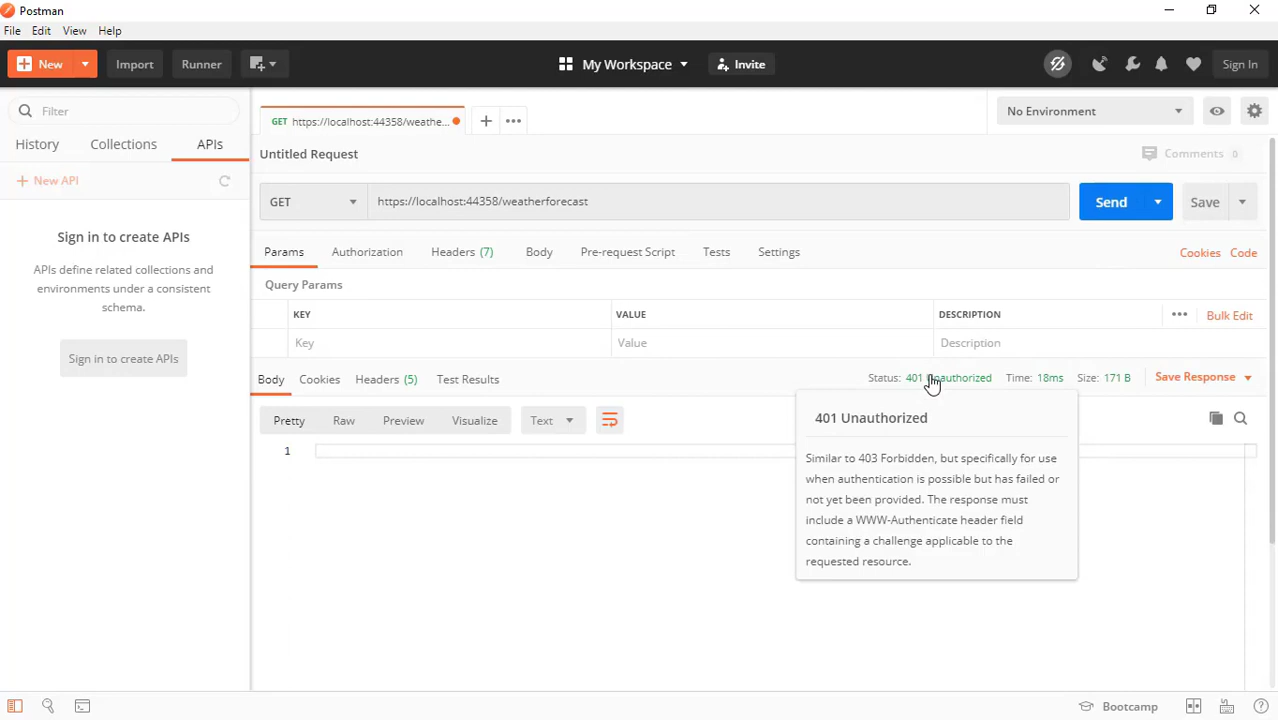 Postman
File Edit View Help
New Import Runner My Workspace Invite Sign In
Filter
History Collections APIs
+ New API
Sign in to create APIs
APIs define related collections and
environments under a consistent
schema.
Sign in to create APIs
GET https://localhost:44358/weathe...
No Environment
Untitled Request
Comments 0
GET https://localhost:44358/weatherforecast Send Save
Params Authorization Headers (7) Body Pre-request Script Tests Settings Cookies Code
Query Params
KEY VALUE DESCRIPTION Bulk Edit
Key Value Description
Body Cookies Headers (5) Test Results Status: 401 Unauthorized Time: 18ms Size: 171 B Save Response
Pretty Raw Preview Visualize Text
1
401 Unauthorized
Similar to 403 Forbidden, but specifically for use
when authentication is possible but has failed or
not yet been provided. The response must
include a WWW-Authenticate header field
containing a challenge applicable to the
requested resource.
Bootcamp